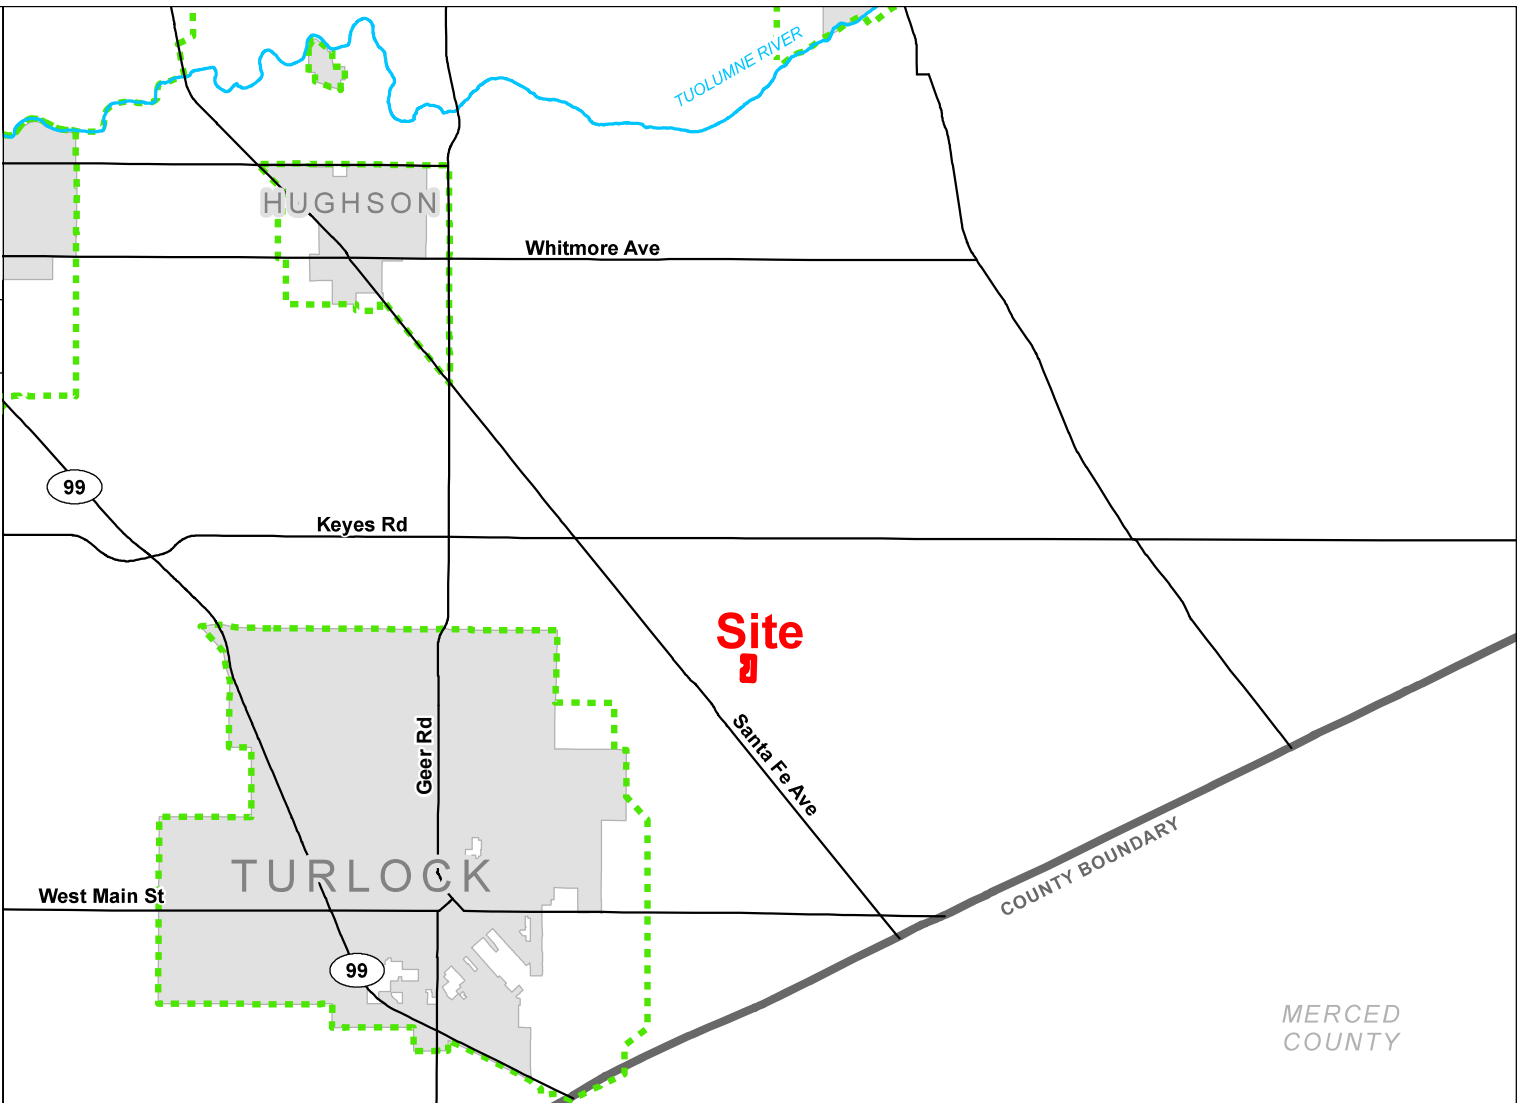 TUOLUMNE RIVER
HUGHSON
Whitmore Ave
99
Keyes Rd
Site
Geer Rd
Santa Fe Ave
COUNTY BOUNDARY
TURLOCK
West Main St
99
MERCED
COUNTY